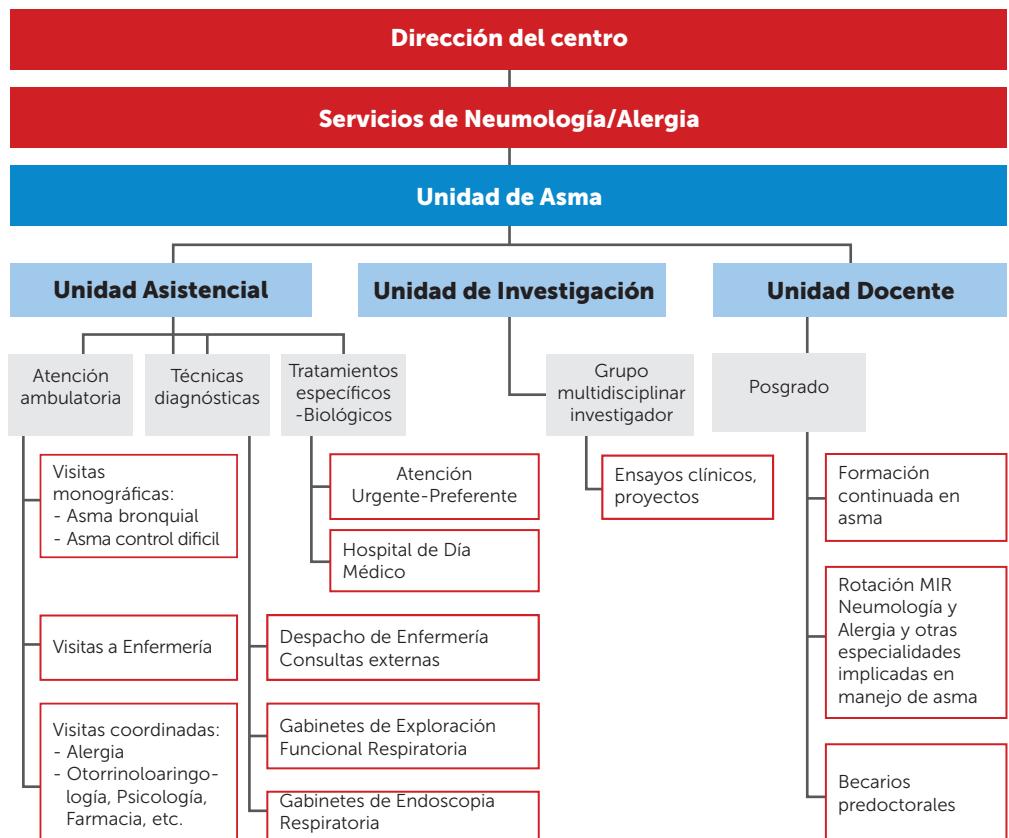 Dirección del centro
Servicios de Neumología/Alergia
Unidad de Asma
Unidad Asistencial
Unidad de Investigación
Unidad Docente
Atención
ambulatoria
Técnicas
diagnósticas
Tratamientos
específicos
-Biológicos
Grupo
multidisciplinar
investigador
Posgrado
Visitas
monográficas:
- Asma bronquial
- Asma control dificil
Visitas a Enfermería
Visitas coordinadas:
- Alergia
- Otorrinoloaringo-
logía, Psicología,
Farmacia, etc.
Atención
Urgente-Preferente
Hospital de Día
Médico
Despacho de Enfermería
Consultas externas
Gabinetes de Exploración
Funcional Respiratoria
Gabinetes de Endoscopia
Respiratoria
Ensayos clínicos,
proyectos
Formación
continuada en
asma
Rotación MIR
Neumología y
Alergia y otras
especialidades
implicadas en
manejo de asma
Becarios
predoctorales